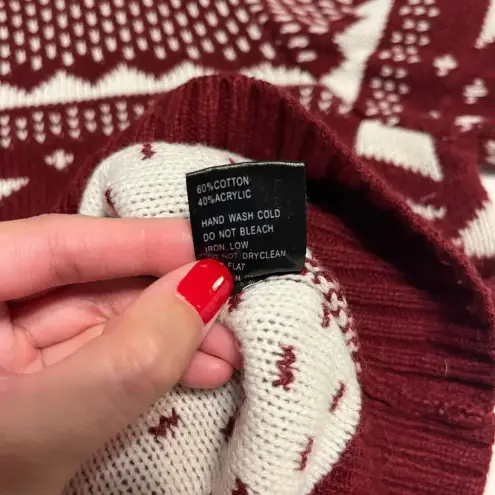 60%COTTON
40%ACRYLIC
HAND WASH COLD
DO NOT BLEACH
IRON LOW
NOT DRYCLEAN
FLAT